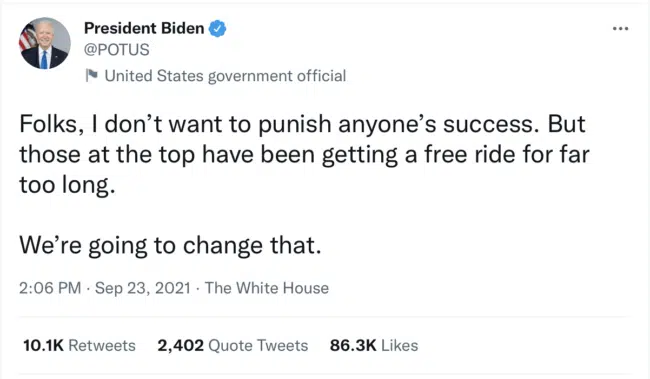 President Biden
@POTUS
United States government official
Folks, I don’t want to punish anyone’s success. But
those at the top have been getting a free ride for far
too long.
We’re going to change that.
2:06 PM · Sep 23, 2021 · The White House
10.1K Retweets 2,402 Quote Tweets 86.3K Likes